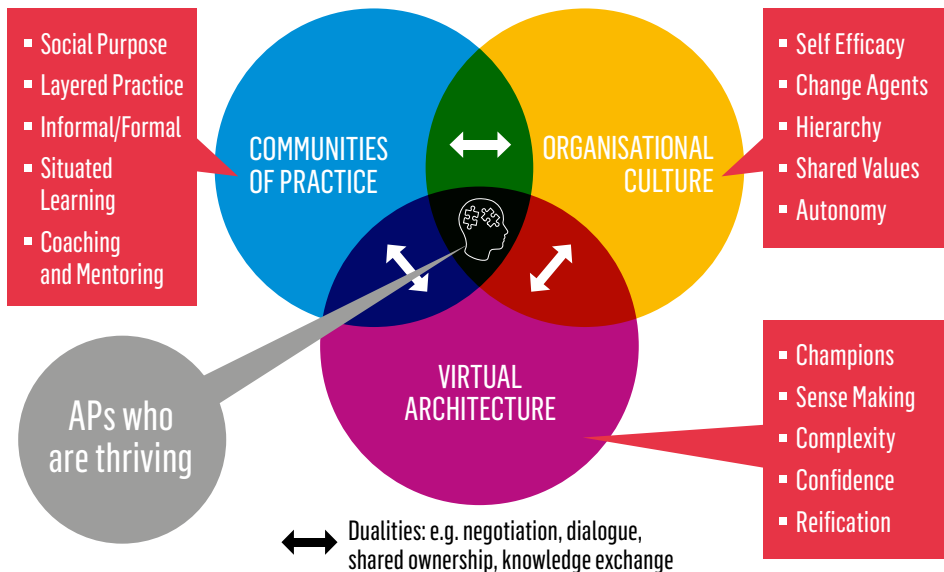 Social Purpose
Layered Practice
Informal/Formal
Situated
Learning
Coaching
and Mentoring
COMMUNITIES
OF PRACTICE
ORGANISATIONAL
CULTURE
Self Efficacy
Change Agents
Hierarchy
Shared Values
Autonomy
APs who
are thriving
VIRTUAL
ARCHITECTURE
Champions
Sense Making
Complexity
Confidence
Reification
Dualities: e.g. negotiation, dialogue,
shared ownership, knowledge exchange